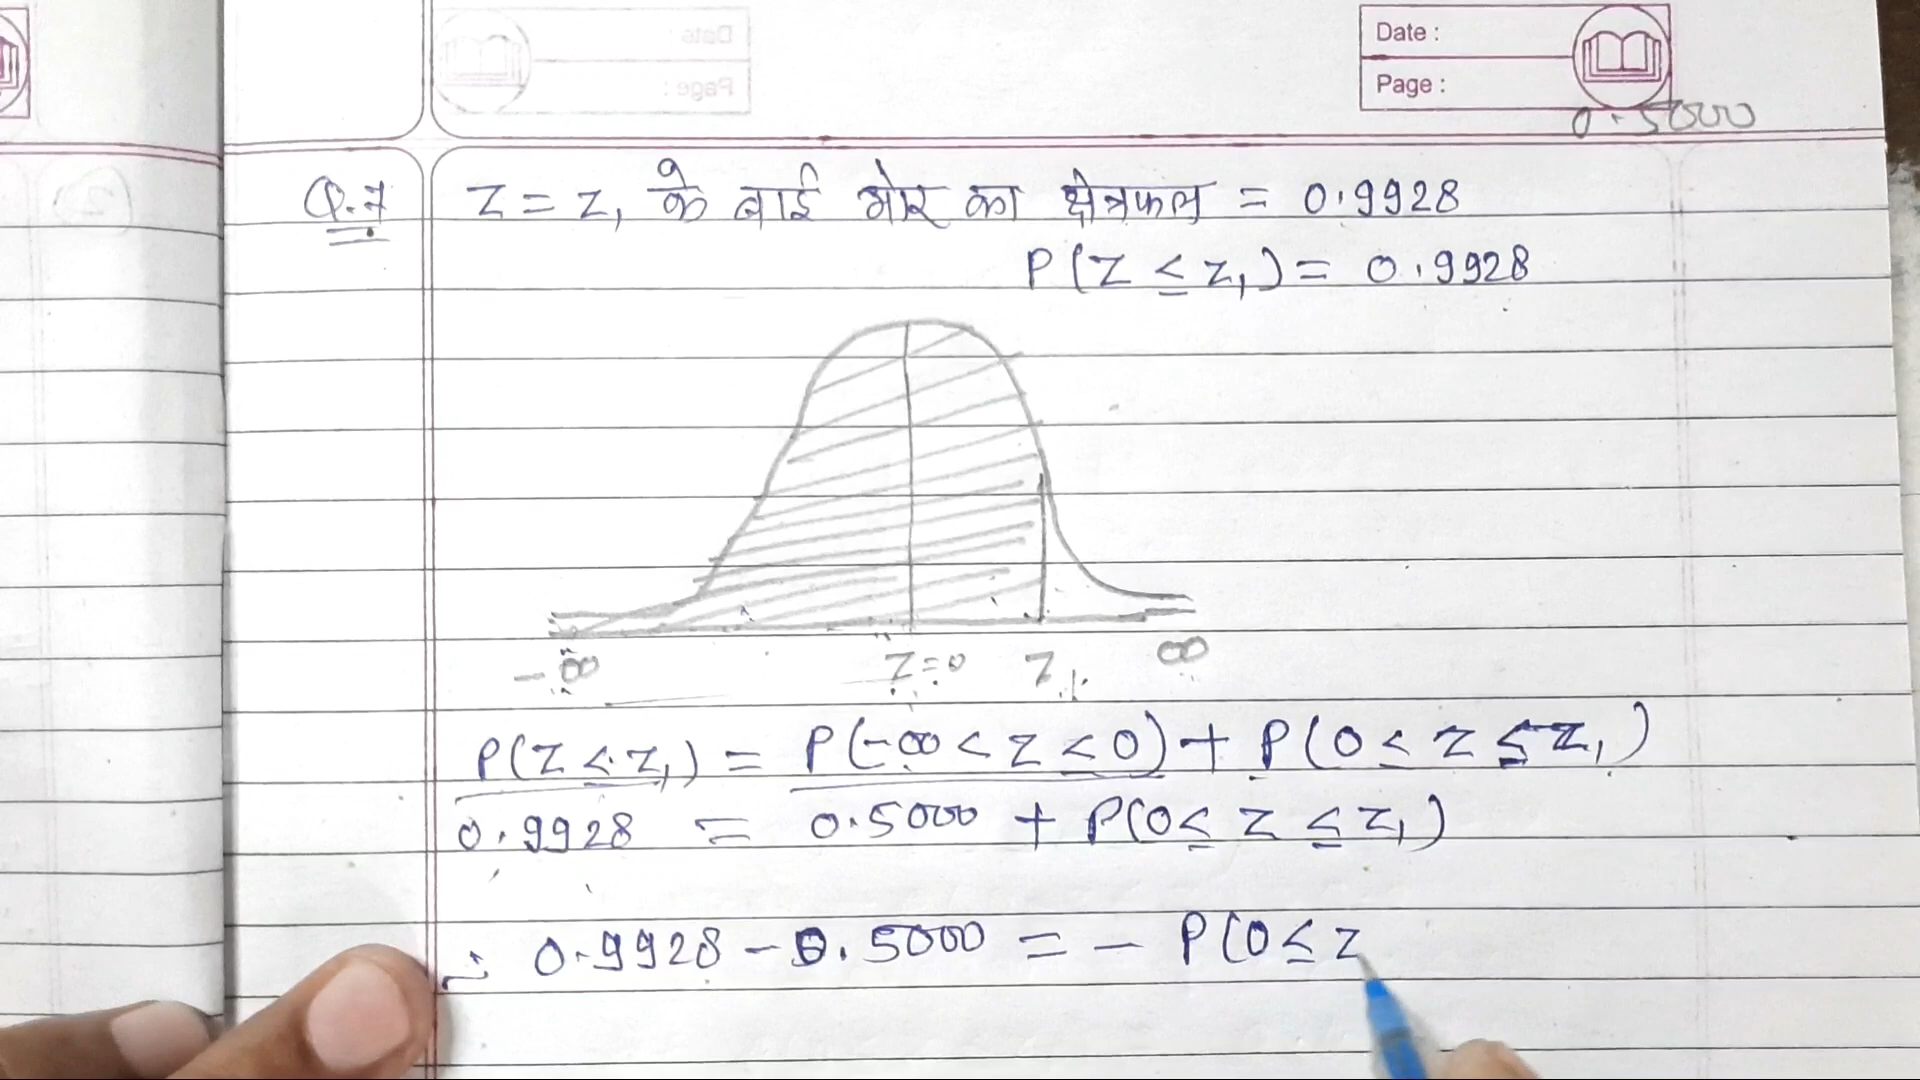 Date :
Page :
0.5000
Q.7 Z = z₁ के बाई ओर का क्षेत्रफल = 0.9928
P(Z ≤ z₁) = 0.9928
-∞ Z=0 Z₁ ∞
P(Z ≤ z₁) = P(-∞ < z < 0) + P(0 ≤ z ≤ z₁)
0.9928 = 0.5000 + P(0 ≤ z ≤ z₁)
∴ 0.9928 - 0.5000 = - P(0 ≤ z